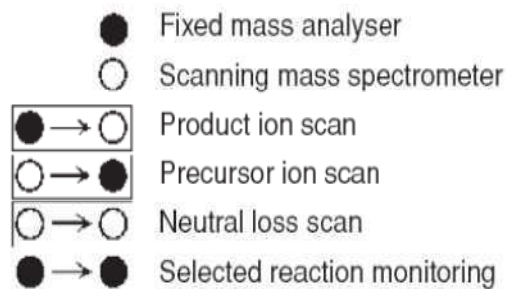 Fixed mass analyser
Scanning mass spectrometer
Product ion scan
Precursor ion scan
Neutral loss scan
Selected reaction monitoring